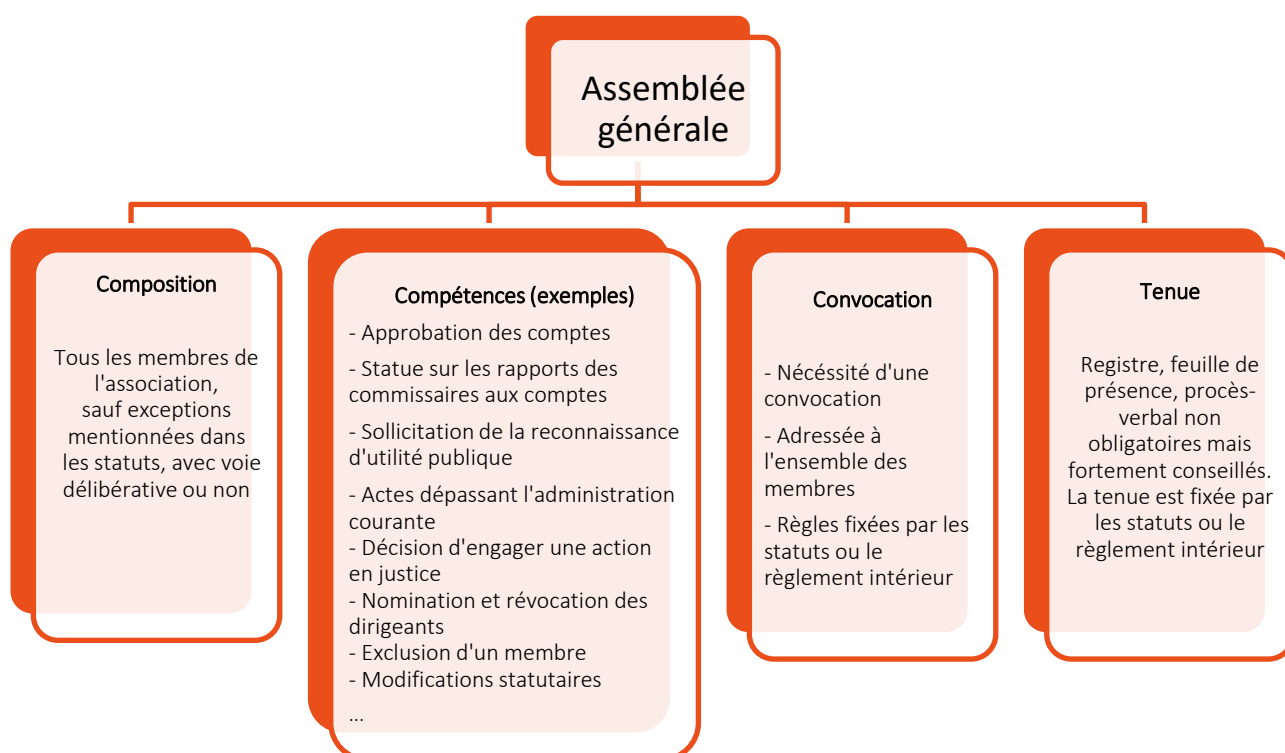 Assemblée
générale
Composition
Tous les membres de
l'association,
sauf exceptions
mentionnées dans
les statuts, avec voie
délibérative ou non
Compétences (exemples)
- Approbation des comptes
- Statue sur les rapports des
commissaires aux comptes
- Sollicitation de la reconnaissance
d'utilité publique
- Actes dépassant l'administration
courante
- Décision d'engager une action
en justice
- Nomination et révocation des
dirigeants
- Exclusion d'un membre
- Modifications statutaires
...
Convocation
- Nécéssité d'une
convocation
- Adressée à
l'ensemble des
membres
- Règles fixées par les
statuts ou le
règlement intérieur
Tenue
Registre, feuille de
présence, procès-
verbal non
obligatoires mais
fortement conseillés.
La tenue est fixée par
les statuts ou le
règlement intérieur